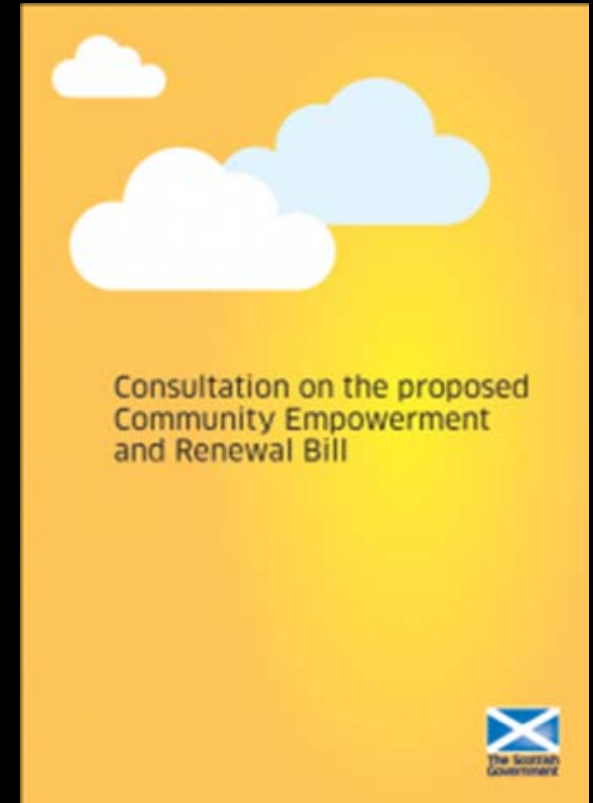 Consultation on the proposed
Community Empowerment
and Renewal Bill
The Scottish
Government